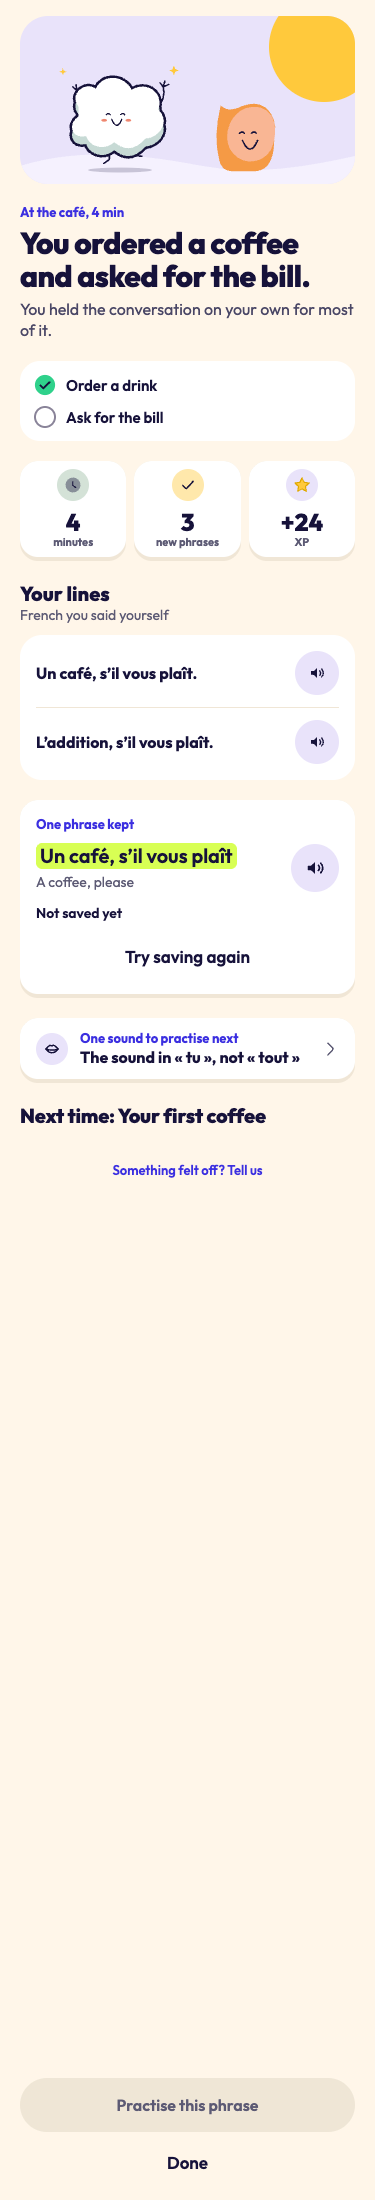 At the café, 4 min
You ordered a coffee
and asked for the bill.
You held the conversation on your own for most
of it.
Order a drink
Ask for the bill
4
minutes
3
new phrases
+24
XP
Your lines
French you said yourself
Un café, s’il vous plaît.
L’addition, s’il vous plaît.
One phrase kept
Un café, s’il vous plaît
A coffee, please
Not saved yet
Try saving again
One sound to practise next
The sound in « tu », not « tout »
Next time: Your first coffee
Something felt off? Tell us
Practise this phrase
Done